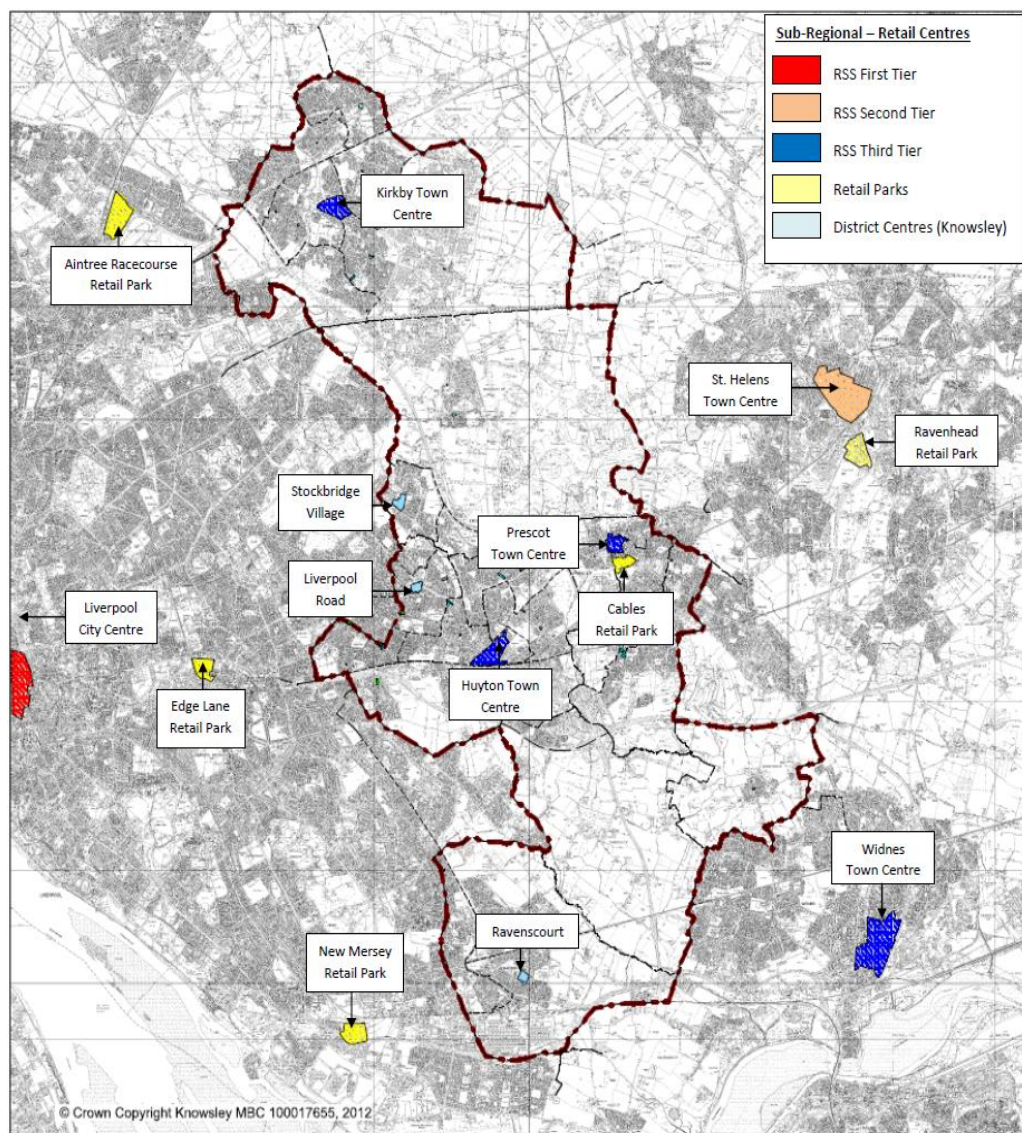 Sub-Regional – Retail Centres
RSS First Tier
RSS Second Tier
RSS Third Tier
Retail Parks
District Centres (Knowsley)
Kirkby Town
Centre
Aintree Racecourse
Retail Park
St. Helens
Town Centre
Ravenhead
Retail Park
Stockbridge
Village
Prescot
Town Centre
Liverpool
Road
Cables
Retail Park
Liverpool
City Centre
Edge Lane
Retail Park
Huyton Town
Centre
Widnes
Town Centre
Ravenscourt
New Mersey
Retail Park
© Crown Copyright Knowsley MBC 100017655, 2012